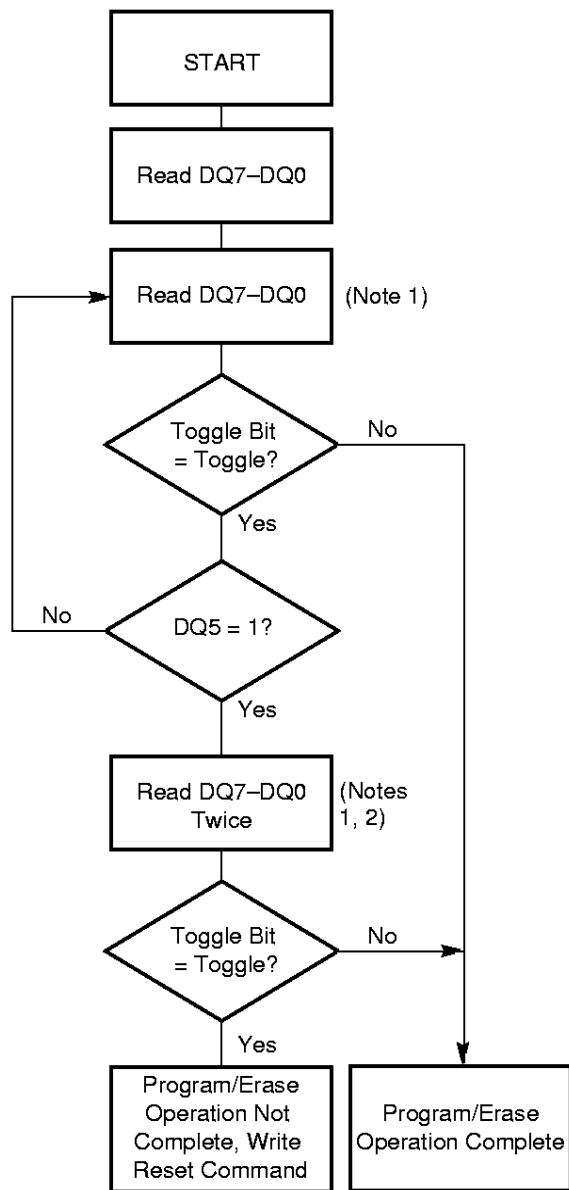 START
Read DQ7–DQ0
Read DQ7–DQ0
(Note 1)
Toggle Bit
= Toggle?
No
Yes
No
DQ5 = 1?
Yes
Read DQ7–DQ0
Twice
(Notes
1, 2)
Toggle Bit
= Toggle?
No
Yes
Program/Erase
Operation Not
Complete, Write
Reset Command
Program/Erase
Operation Complete